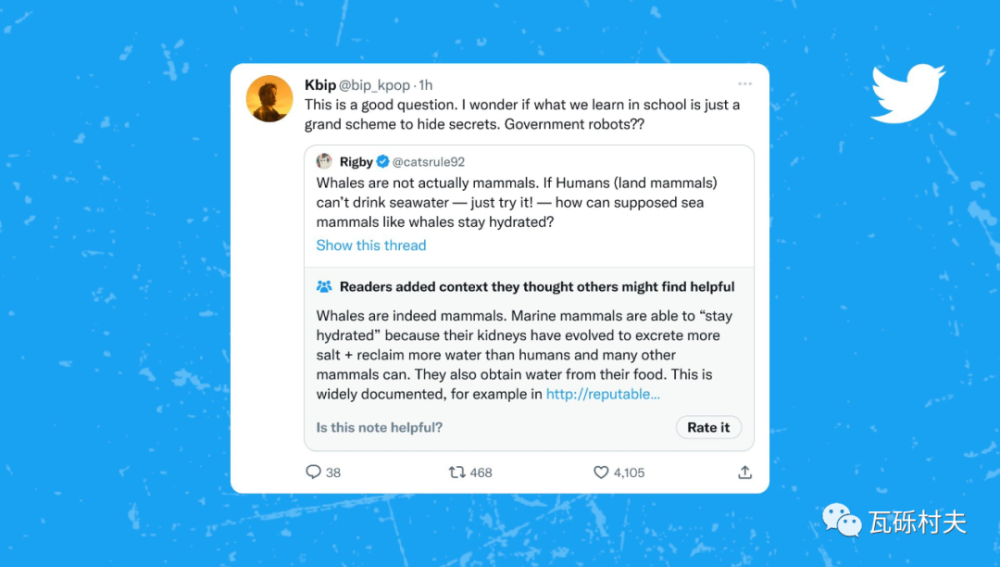 Kbip @bip_kpop · 1h
This is a good question. I wonder if what we learn in school is just a
grand scheme to hide secrets. Government robots??
Rigby @catsrule92
Whales are not actually mammals. If Humans (land mammals)
can’t drink seawater — just try it! — how can supposed sea
mammals like whales stay hydrated?
Show this thread
Readers added context they thought others might find helpful
Whales are indeed mammals. Marine mammals are able to “stay
hydrated” because their kidneys have evolved to excrete more
salt + reclaim more water than humans and many other
mammals can. They also obtain water from their food. This is
widely documented, for example in http://reputable...
Is this note helpful?
Rate it
38
468
4,105
瓦砾村夫